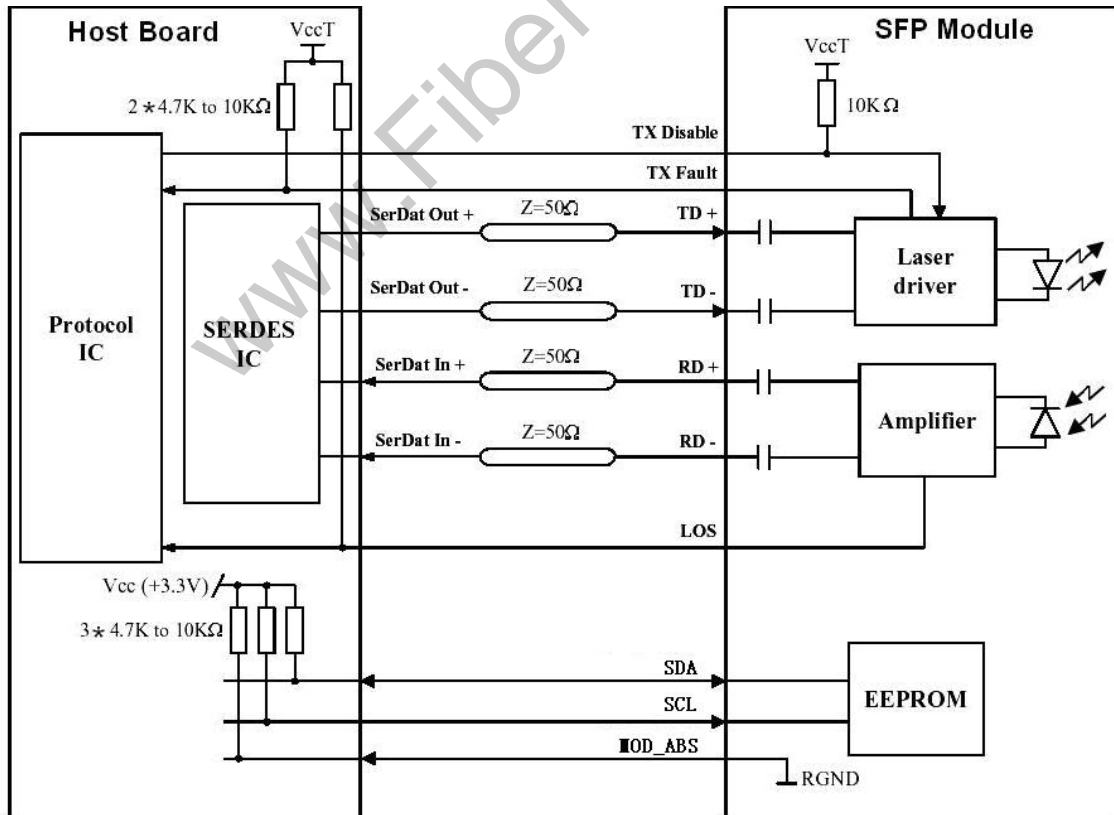 Host Board
SFP Module
VccT
VccT
2*4.7K to 10KΩ
10KΩ
TX Disable
TX Fault
SerDat Out +
Z=50Ω
TD +
SerDat Out -
Z=50Ω
TD -
Laser
driver
Protocol
IC
SERDES
IC
SerDat In +
Z=50Ω
RD +
SerDat In -
Z=50Ω
RD -
Amplifier
LOS
Vcc (+3.3V)
3* 4.7K to 10KΩ
SDA
SCL
MOD_ABS
EEPROM
RGND
www.Fiber